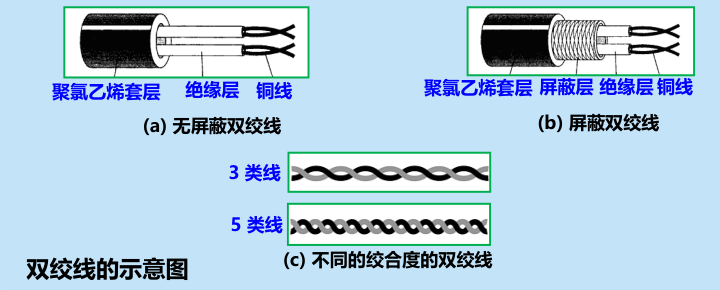 聚氯乙烯套层 绝缘层 铜线
(a) 无屏蔽双绞线
聚氯乙烯套层 屏蔽层 绝缘层 铜线
(b) 屏蔽双绞线
3 类线
5 类线
(c) 不同的绞合度的双绞线
双绞线的示意图